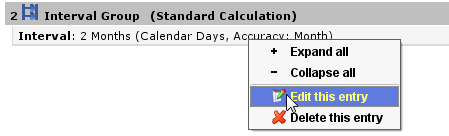 2 Interval Group (Standard Calculation)
Interval: 2 Months (Calendar Days, Accuracy: Month)
+ Expand all
− Collapse all
Edit this entry
Delete this entry